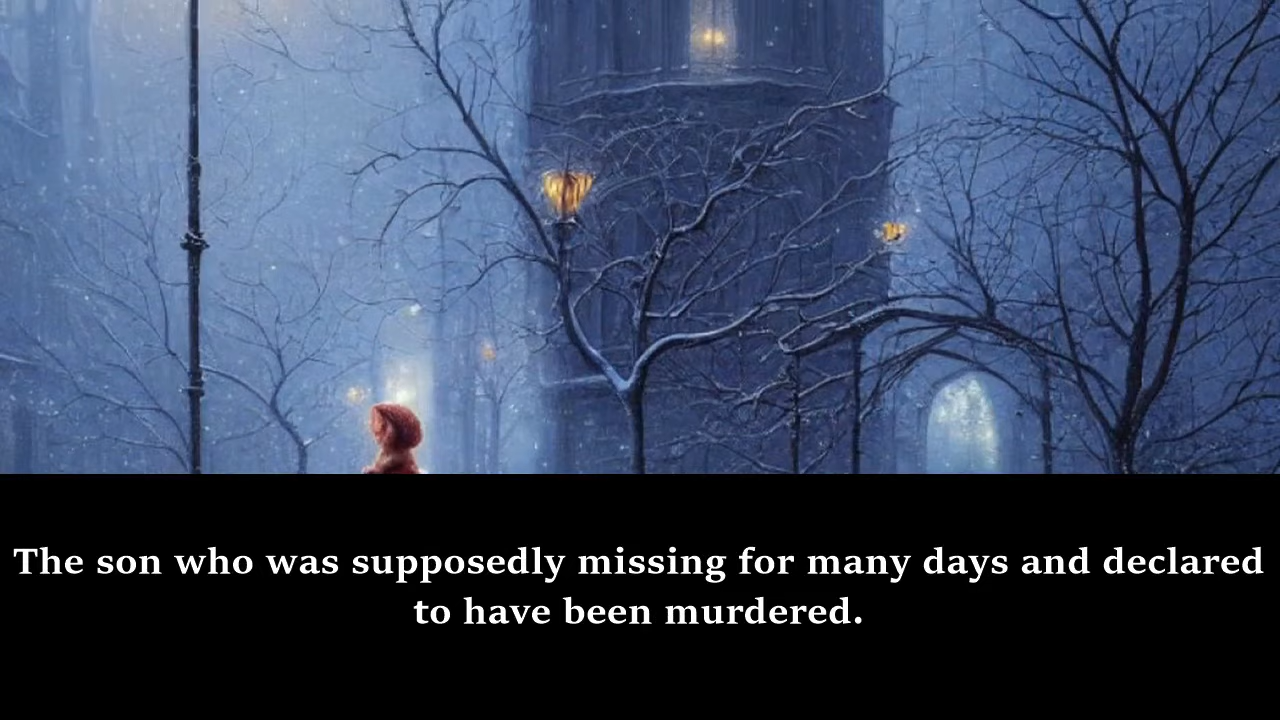 The son who was supposedly missing for many days and declared
to have been murdered.